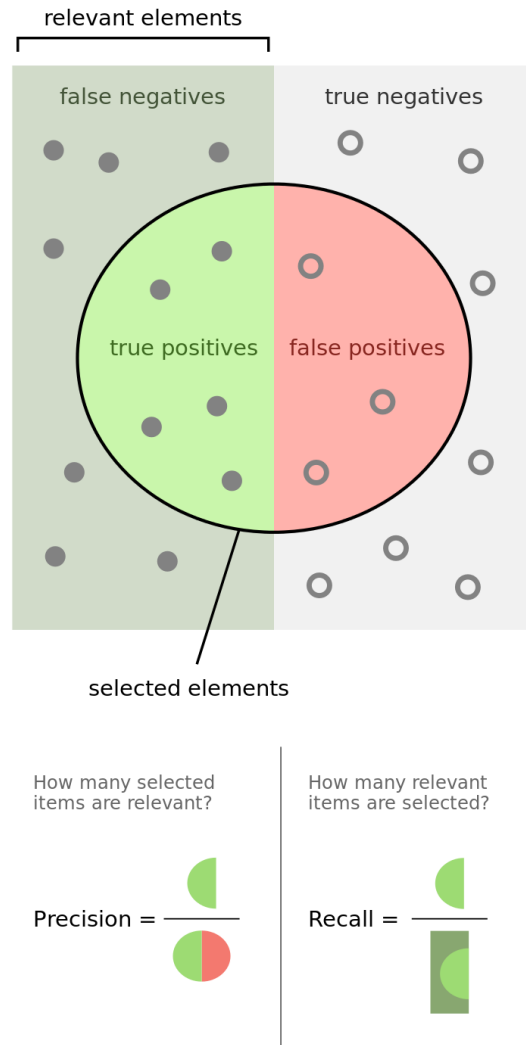 relevant elements
false negatives
true negatives
true positives
false positives
selected elements
How many selected
items are relevant?
How many relevant
items are selected?
Precision =
Recall =